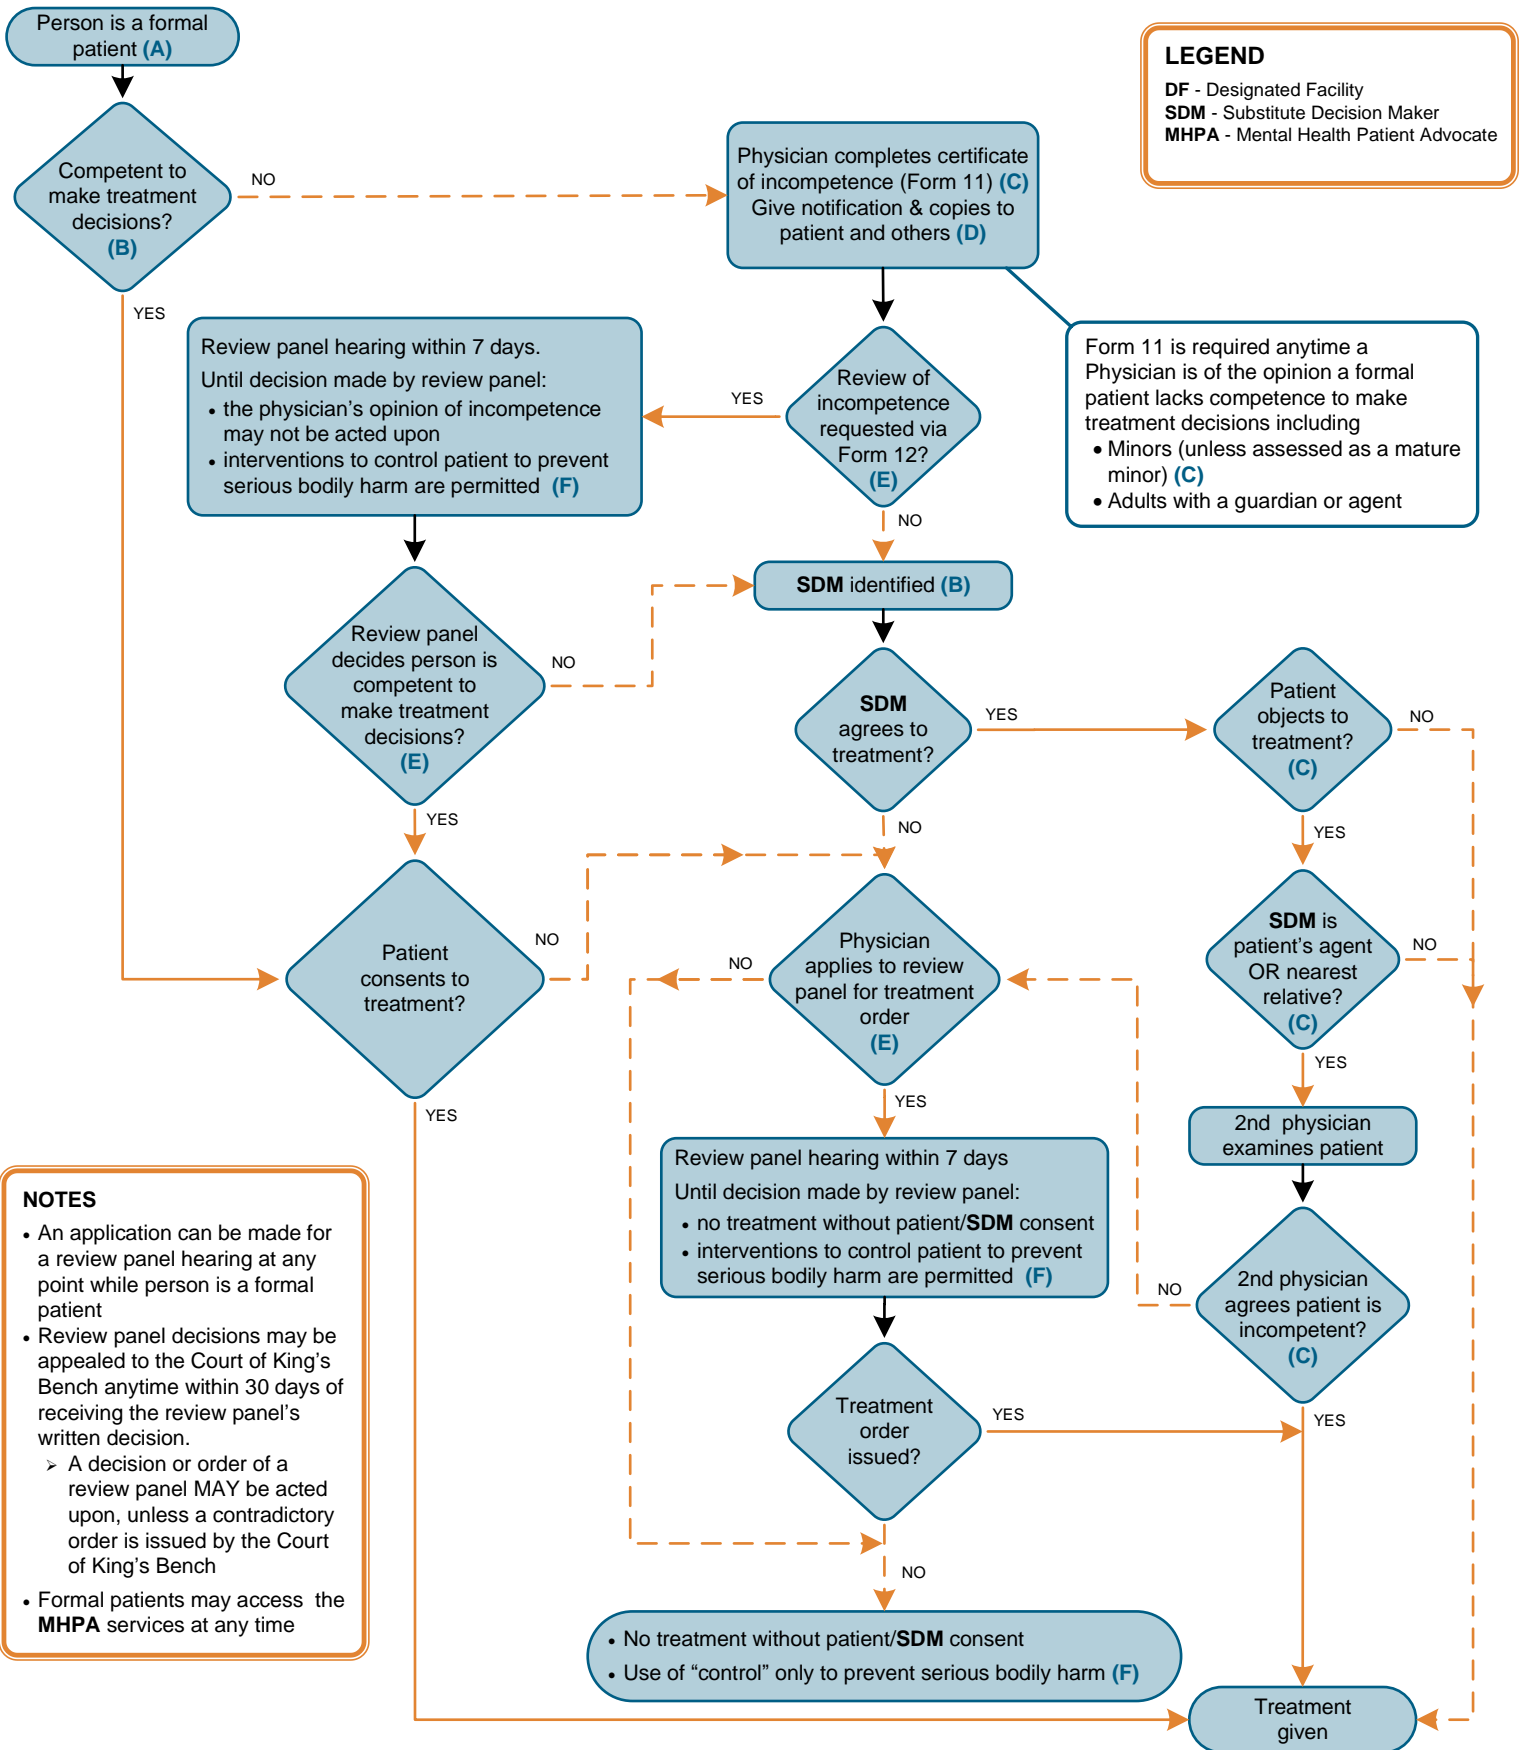 Person is a formal
patient (A)
LEGEND
DF - Designated Facility
SDM - Substitute Decision Maker
MHPA - Mental Health Patient Advocate
Competent to
make treatment
decisions?
(B)
NO
YES
Physician completes certificate
of incompetence (Form 11) (C)
Give notification & copies to
patient and others (D)
Form 11 is required anytime a
Physician is of the opinion a formal
patient lacks competence to make
treatment decisions including
• Minors (unless assessed as a mature
minor) (C)
• Adults with a guardian or agent
Review of
incompetence
requested via
Form 12?
(E)
YES
NO
Review panel hearing within 7 days.
Until decision made by review panel:
• the physician's opinion of incompetence
may not be acted upon
• interventions to control patient to prevent
serious bodily harm are permitted (F)
SDM identified (B)
Review panel
decides person is
competent to
make treatment
decisions?
(E)
NO
YES
SDM
agrees to
treatment?
YES
NO
Patient
objects to
treatment?
(C)
NO
YES
Patient
consents to
treatment?
NO
YES
Physician
applies to review
panel for treatment
order
(E)
NO
YES
SDM is
patient's agent
OR nearest
relative?
(C)
NO
YES
2nd physician
examines patient
Review panel hearing within 7 days
Until decision made by review panel:
• no treatment without patient/SDM consent
• interventions to control patient to prevent
serious bodily harm are permitted (F)
2nd physician
agrees patient is
incompetent?
(C)
NO
YES
Treatment
order
issued?
YES
NO
NOTES
• An application can be made for
a review panel hearing at any
point while person is a formal
patient
• Review panel decisions may be
appealed to the Court of King's
Bench anytime within 30 days of
receiving the review panel's
written decision.
➢ A decision or order of a
review panel MAY be acted
upon, unless a contradictory
order is issued by the Court
of King's Bench
• Formal patients may access the
MHPA services at any time
• No treatment without patient/SDM consent
• Use of “control” only to prevent serious bodily harm (F)
Treatment
given